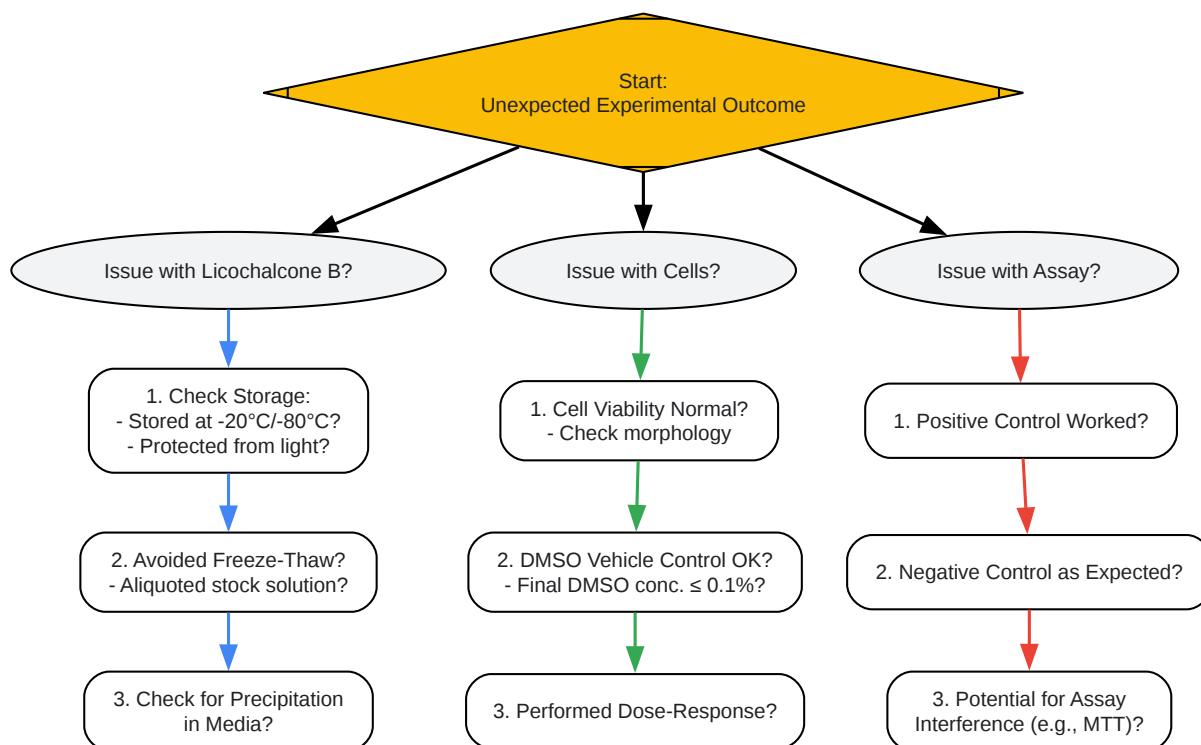 Start:
Unexpected Experimental Outcome
Issue with Licochalcone B?
Issue with Cells?
Issue with Assay?
1. Check Storage:
- Stored at -20°C/-80°C?
- Protected from light?
1. Cell Viability Normal?
- Check morphology
1. Positive Control Worked?
2. Avoided Freeze-Thaw?
- Aliquoted stock solution?
2. DMSO Vehicle Control OK?
- Final DMSO conc. ≤ 0.1%?
2. Negative Control as Expected?
3. Check for Precipitation
in Media?
3. Performed Dose-Response?
3. Potential for Assay
Interference (e.g., MTT)?